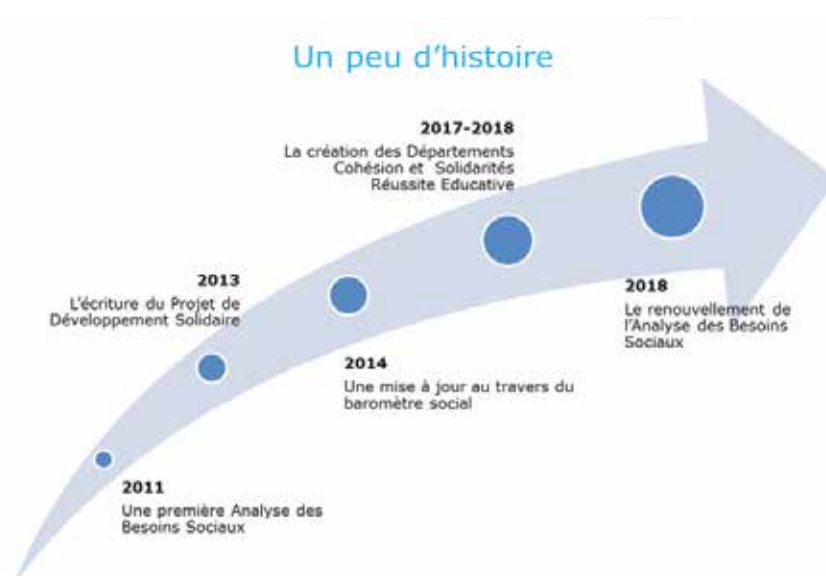 Un peu d'histoire
2017-2018
La création des Départements
Cohésion et Solidarités
Réussite Educative
2013
L'écriture du Projet de
Développement Solidaire
2018
Le renouvellement de
l'Analyse des Besoins
Sociaux
2014
Une mise à jour au travers du
baromètre social
2011
Une première Analyse des
Besoins Sociaux